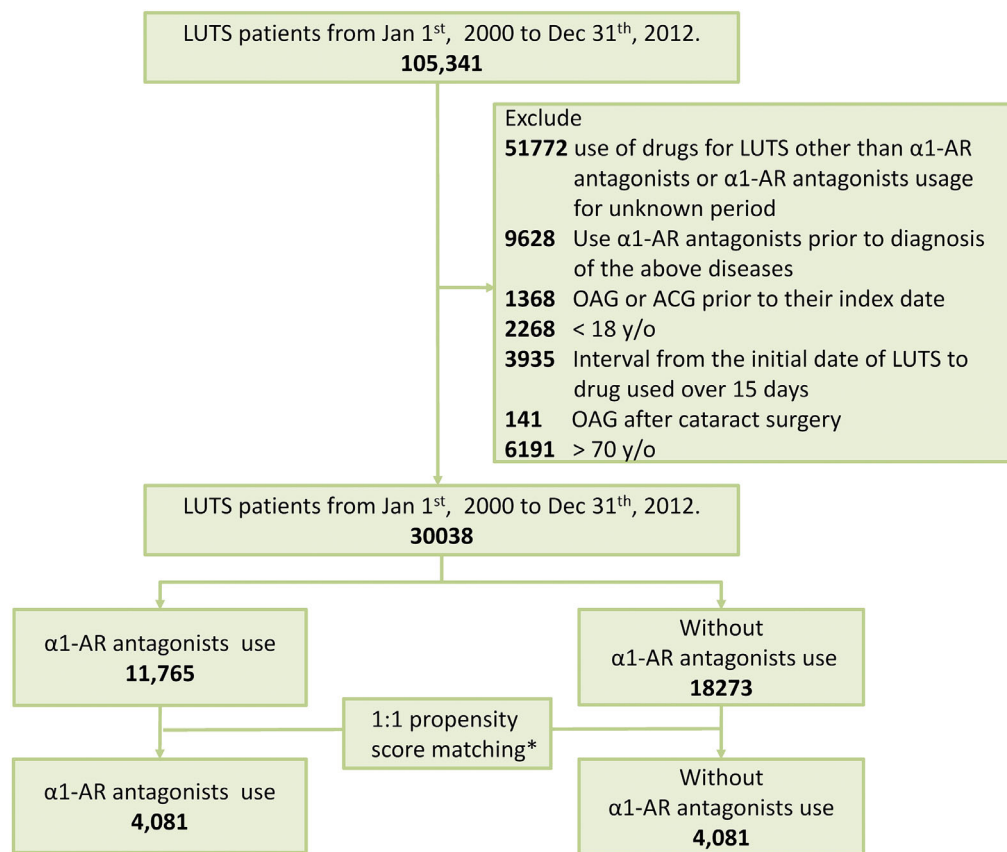 LUTS patients from Jan 1st, 2000 to Dec 31th, 2012.
105,341
Exclude
51772 use of drugs for LUTS other than α1-AR
antagonists or α1-AR antagonists usage
for unknown period
9628 Use α1-AR antagonists prior to diagnosis
of the above diseases
1368 OAG or ACG prior to their index date
2268 < 18 y/o
3935 Interval from the initial date of LUTS to
drug used over 15 days
141 OAG after cataract surgery
6191 > 70 y/o
LUTS patients from Jan 1st, 2000 to Dec 31th, 2012.
30038
α1-AR antagonists use
11,765
Without
α1-AR antagonists use
18273
1:1 propensity
score matching*
α1-AR antagonists use
4,081
Without
α1-AR antagonists use
4,081